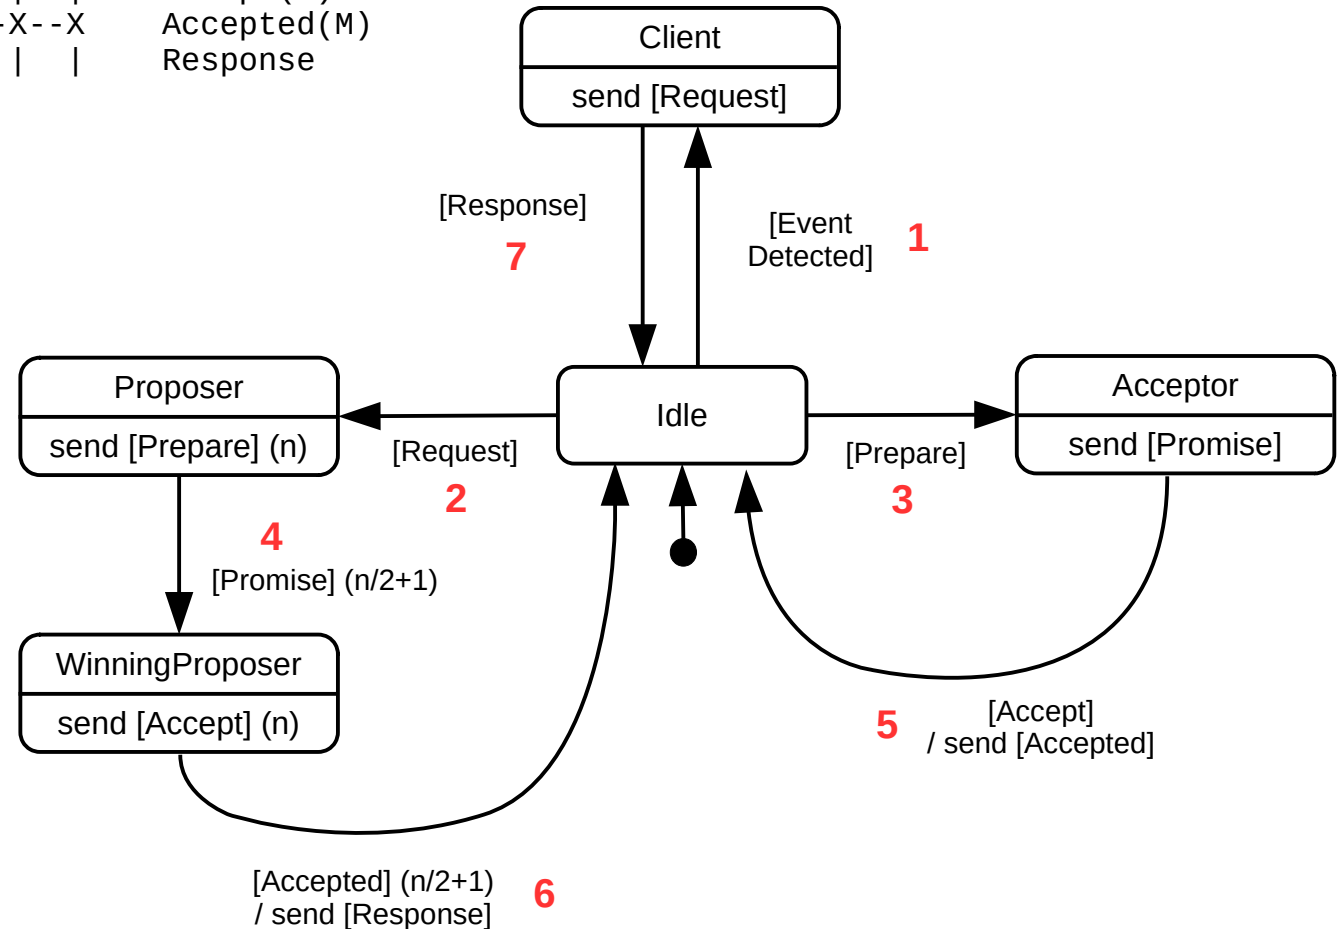 -X--X Accepted(M)
| | Response
Client
send [Request]
[Response]
7
[Event
Detected]
1
Proposer
send [Prepare] (n)
Idle
Acceptor
send [Promise]
[Request]
2
[Prepare]
3
4
[Promise] (n/2+1)
WinningProposer
send [Accept] (n)
5
[Accept]
/ send [Accepted]
[Accepted] (n/2+1)
/ send [Response]
6